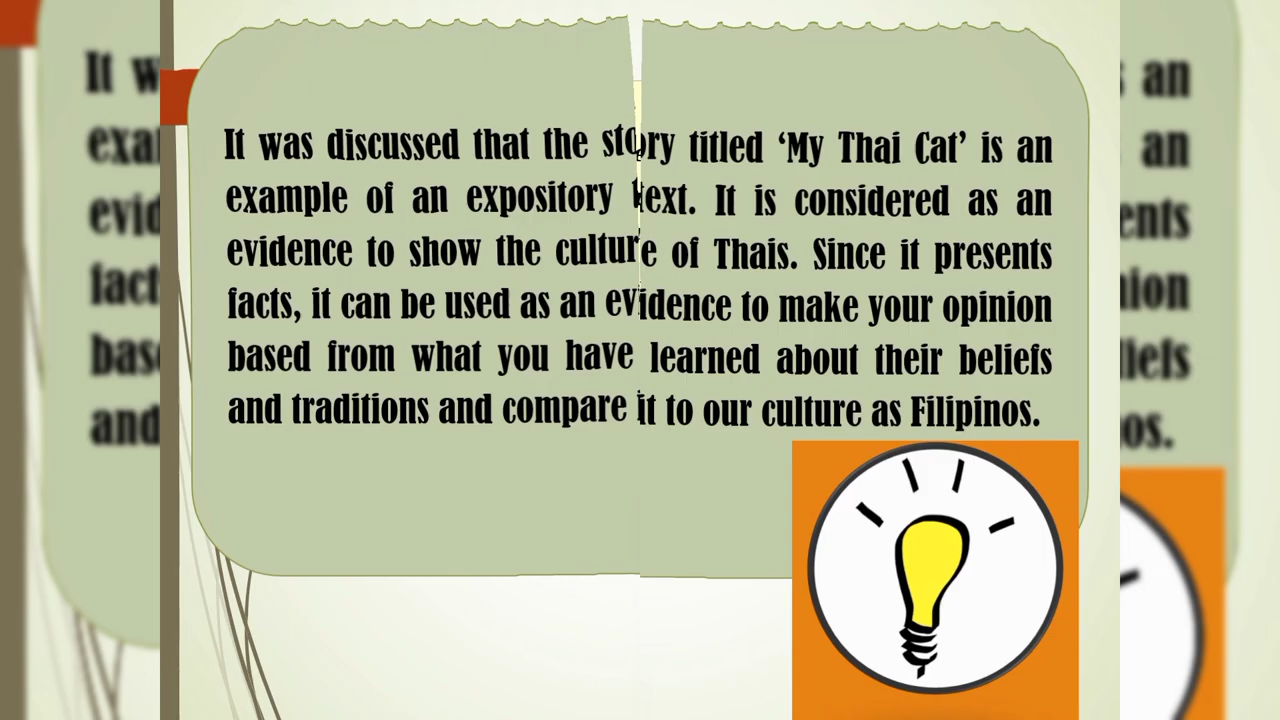 It was discussed that the story titled ‘My Thai Cat’ is an
example of an expository text. It is considered as an
evidence to show the culture of Thais. Since it presents
facts, it can be used as an evidence to make your opinion
based from what you have learned about their beliefs
and traditions and compare it to our culture as Filipinos.